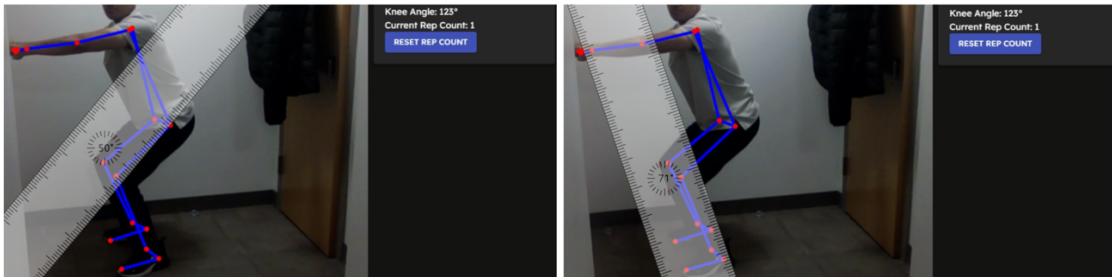 Knee Angle: 123°
Current Rep Count: 1
RESET REP COUNT
50°
Knee Angle: 123°
Current Rep Count: 1
RESET REP COUNT
71°